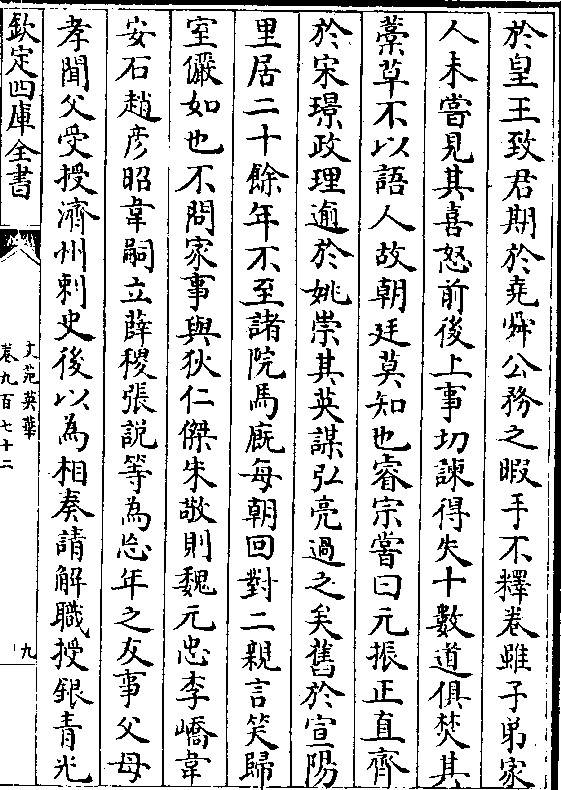 於皇王致君期於堯舜公務之暇手不釋卷雖子弟家
人未嘗見其喜怒前後上事切諫得失十數道俱焚其
藁草不以語人故朝廷莫知也睿宗嘗曰元振正直齊
於宋璟政理逾於姚崇其英謀弘亮過之矣舊於宣陽
里居二十餘年不至諸院馬廐每朝回對二親言笑歸
室儼如也不問家事與狄仁傑朱敬則魏元忠李嶠韋
安石趙彦昭韋嗣立薛稷張説等為忘年之友事父母
孝聞父受授濟州刺史後以為相奏請解職授銀青光
欽定四庫全書
文苑英華
卷九百七十二
九